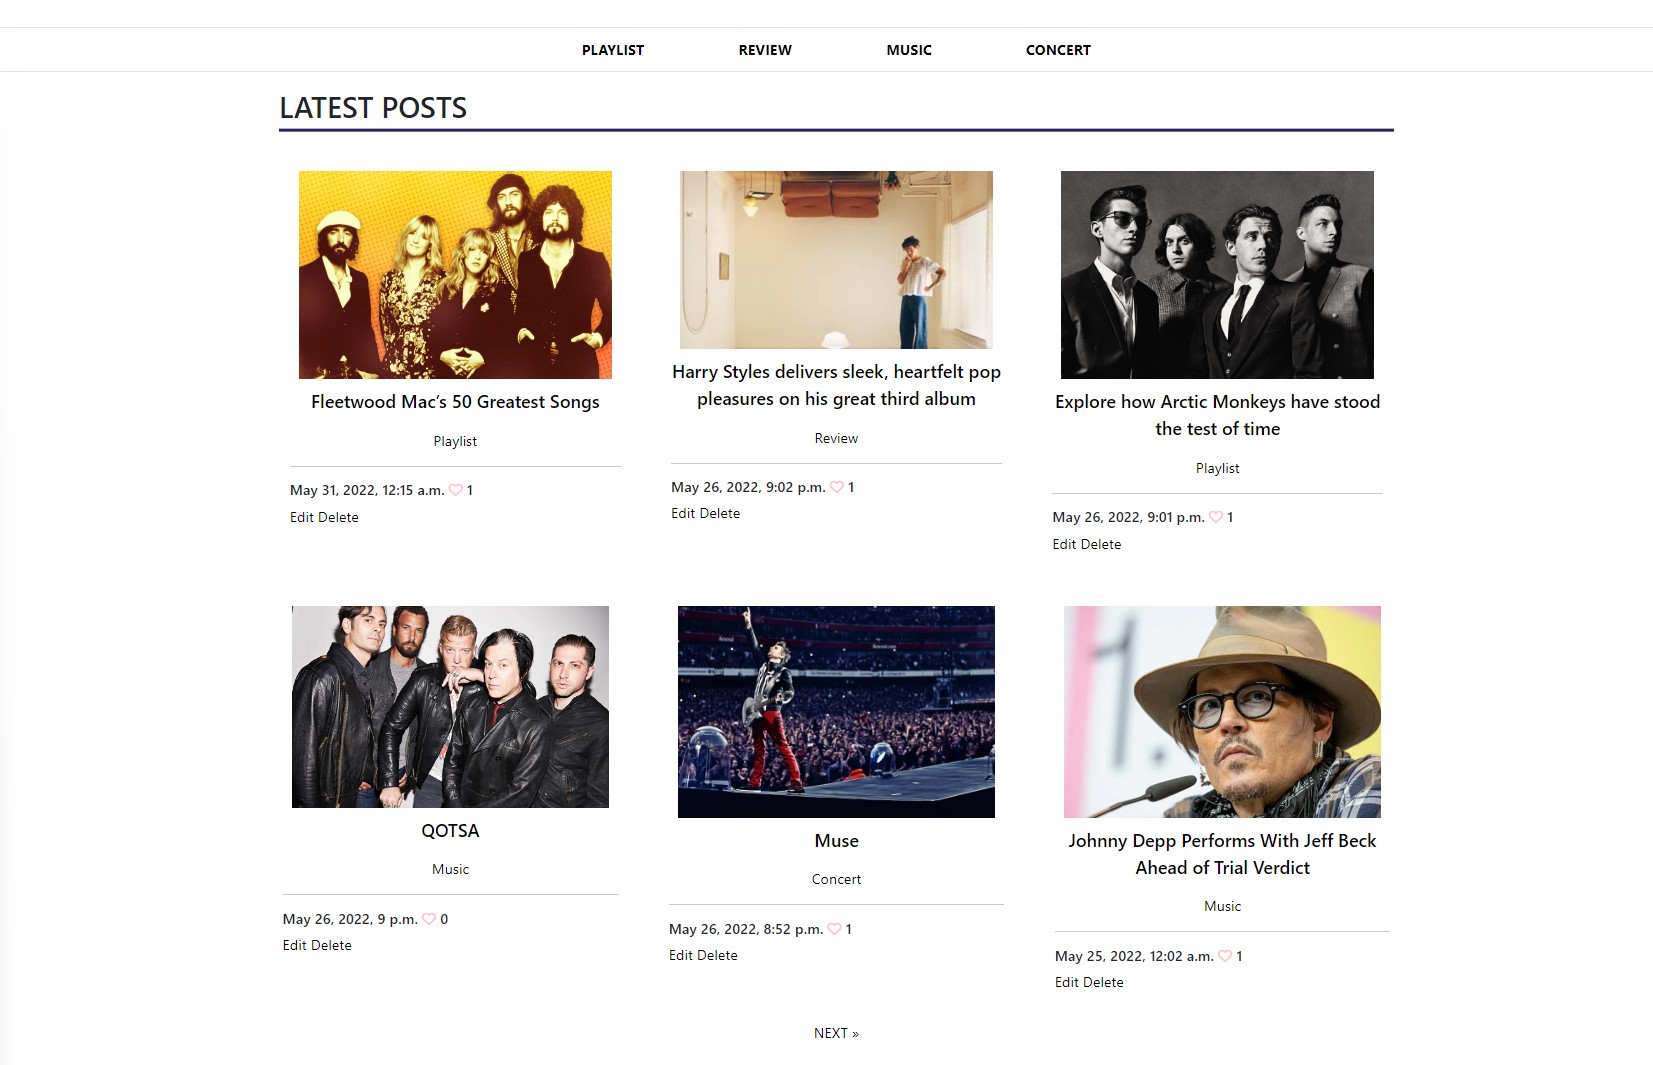 PLAYLIST REVIEW MUSIC CONCERT
LATEST POSTS
Fleetwood Mac’s 50 Greatest Songs
Playlist
May 31, 2022, 12:15 a.m. 1
Edit Delete
Harry Styles delivers sleek, heartfelt pop
pleasures on his great third album
Review
May 26, 2022, 9:02 p.m. 1
Edit Delete
Explore how Arctic Monkeys have stood
the test of time
Playlist
May 26, 2022, 9:01 p.m. 1
Edit Delete
QOTSA
Music
May 26, 2022, 9 p.m. 0
Edit Delete
Muse
Concert
May 26, 2022, 8:52 p.m. 1
Edit Delete
1.
Johnny Depp Performs With Jeff Beck
Ahead of Trial Verdict
Music
May 25, 2022, 12:02 a.m. 1
Edit Delete
NEXT »